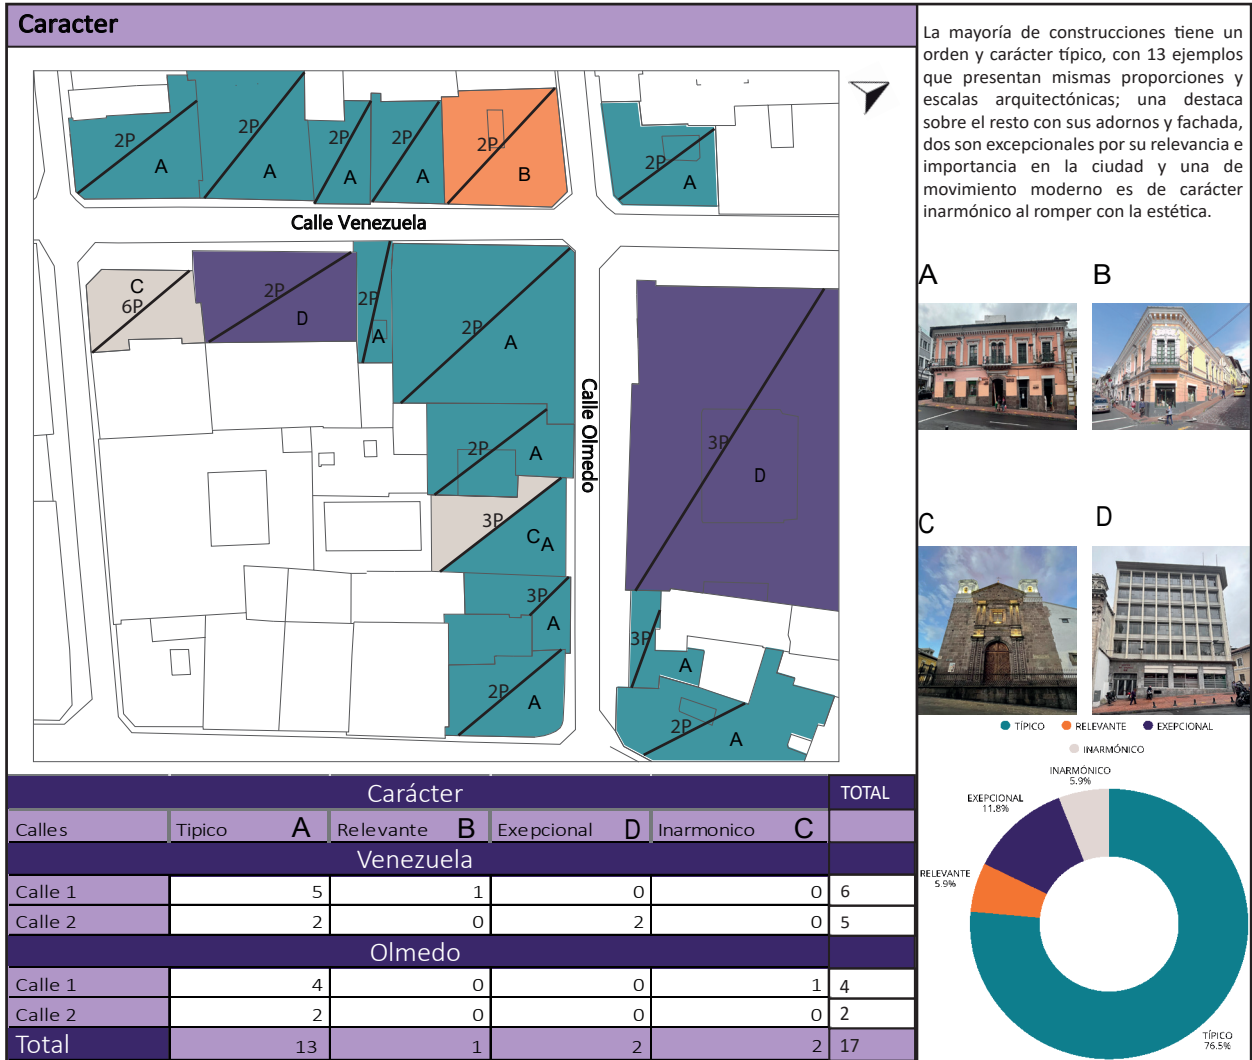 Caracter
La mayoría de construcciones tiene un
orden y carácter típico, con 13 ejemplos
que presentan mismas proporciones y
escalas arquitectónicas; una destaca
sobre el resto con sus adornos y fachada,
dos son excepcionales por su relevancia e
importancia en la ciudad y una de
movimiento moderno es de carácter
inarmónico al romper con la estética.
2P
A
2P
A
2P
A
2P
A
2P
B
2P
A
Calle Venezuela
C
6P
2P
D
2P
A
2P
A
Calle Olmedo
2P
A
3P
D
3P
C A
3P
A
2P
A
3P
A
2P
A
A
B
C
D
TÍPICO
RELEVANTE
EXEPCIONAL
INARMÓNICO
INARMÓNICO
5.9%
EXEPCIONAL
11.8%
RELEVANTE
5.9%
TÍPICO
76.5%
Carácter TOTAL
Calles Tipico A Relevante B Exepcional D Inarmonico C
Venezuela
Calle 1 5 1 0 0 6
Calle 2 2 0 2 0 5
Olmedo
Calle 1 4 0 0 1 4
Calle 2 2 0 0 0 2
Total 13 1 2 2 17